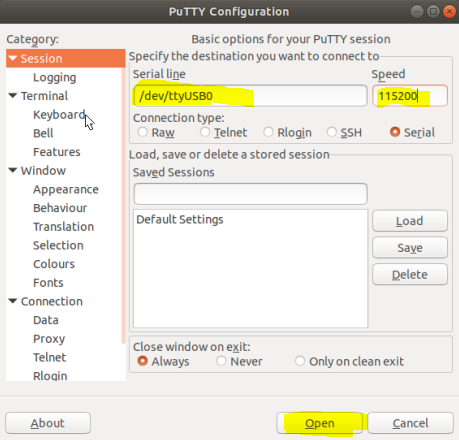 PuTTY Configuration
Category:
Session
Logging
Terminal
Keyboard
Bell
Features
Window
Appearance
Behaviour
Translation
Selection
Colours
Fonts
Connection
Data
Proxy
Telnet
Rlogin
Basic options for your PuTTY session
Specify the destination you want to connect to
Serial line Speed
/dev/ttyUSB0 115200
Connection type:
Raw Telnet Rlogin SSH Serial
Load, save or delete a stored session
Saved Sessions
Default Settings
Load
Save
Delete
Close window on exit:
Always Never Only on clean exit
About Open Cancel